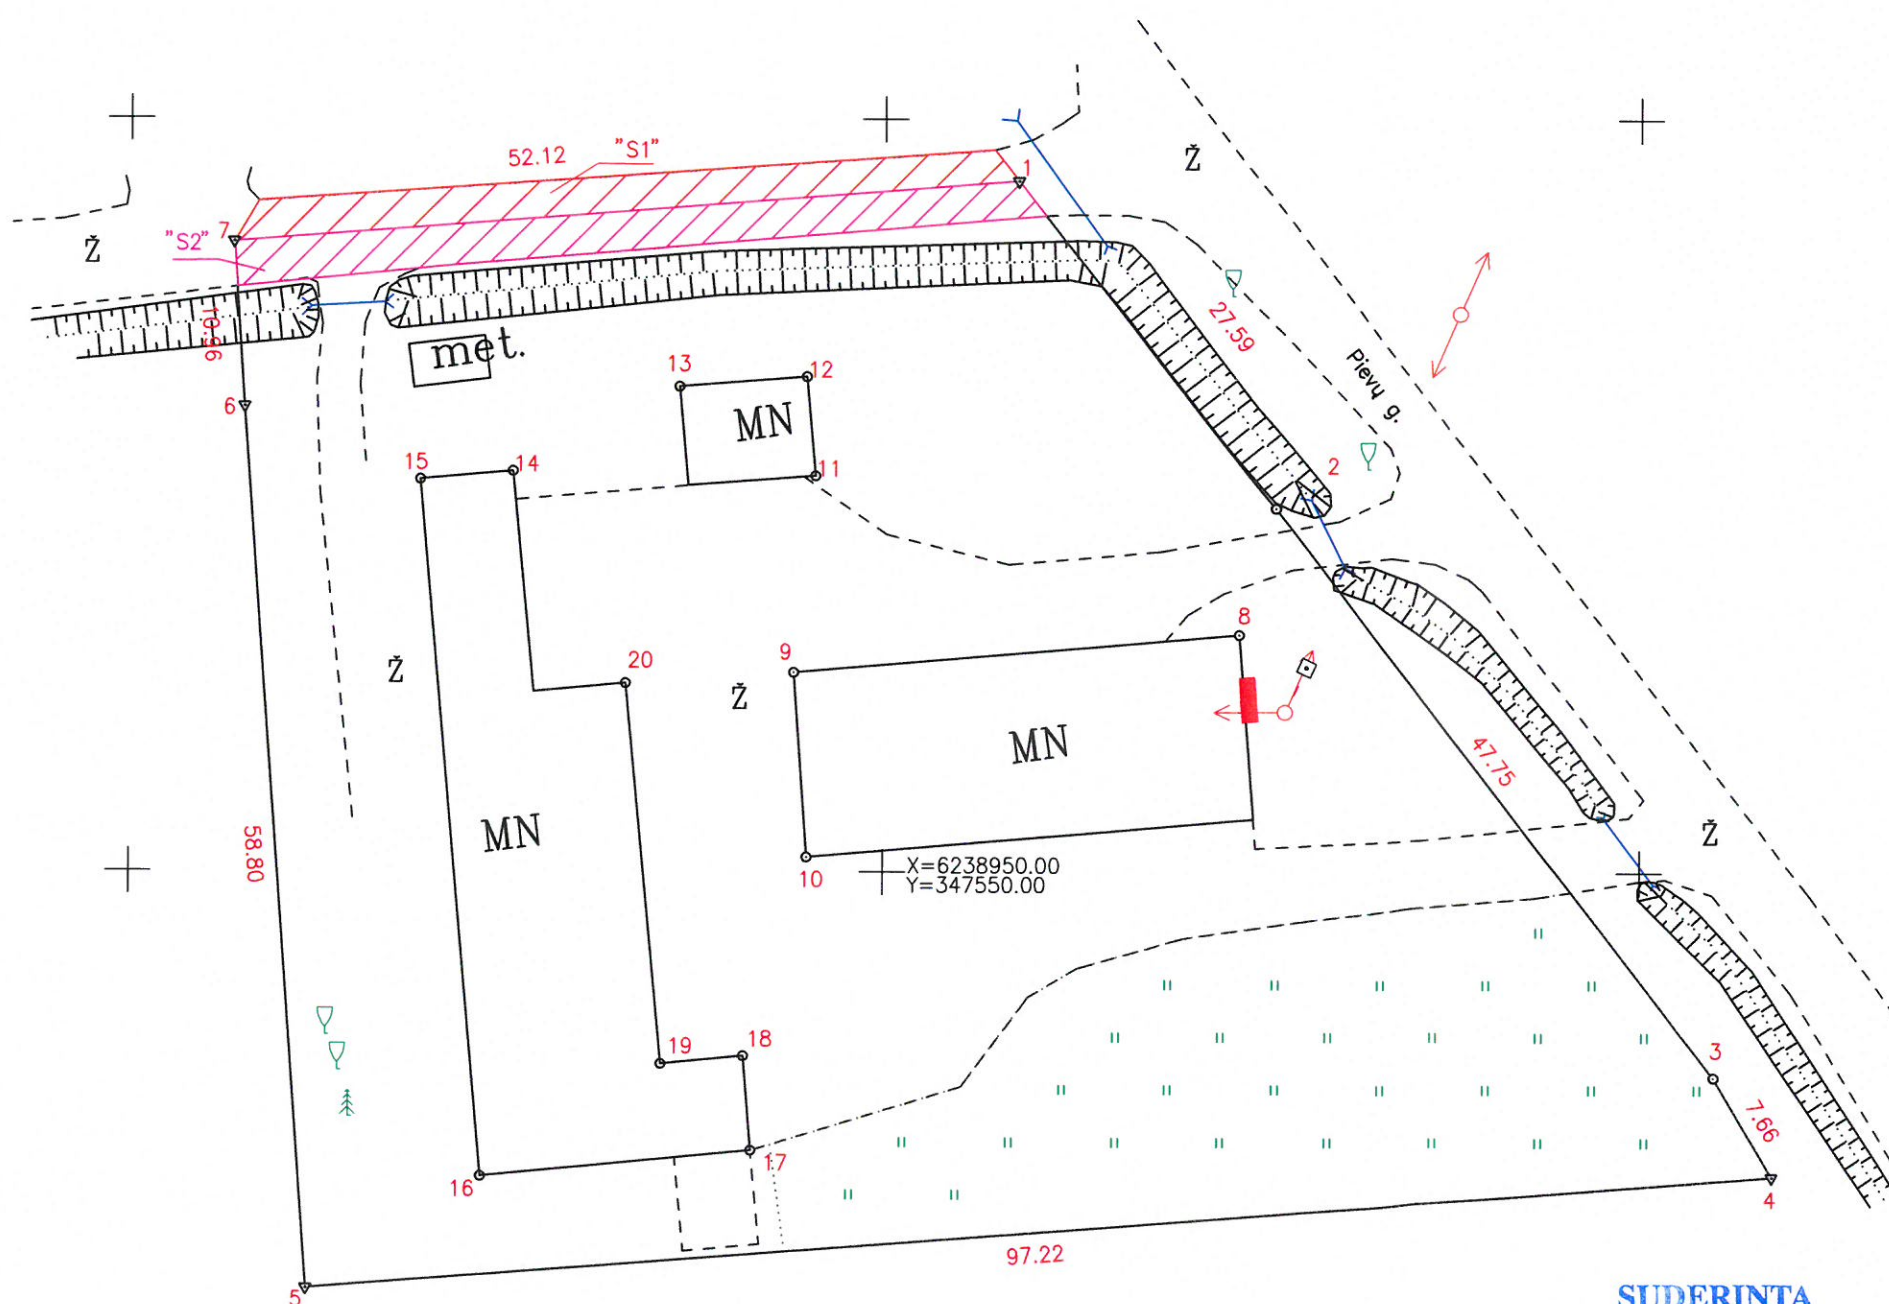 "S1"
52.12
1
Ž
7
"S2"
Ž
10.96
27.59
met.
Pievų g.
13
12
MN
6
11
15
14
2
8
9
20
Ž
Ž
MN
47.75
MN
58.80
Ž
10
X=6238950.00
Y=347550.00
19
18
3
7.66
17
16
4
97.22
5
SUDERINTA